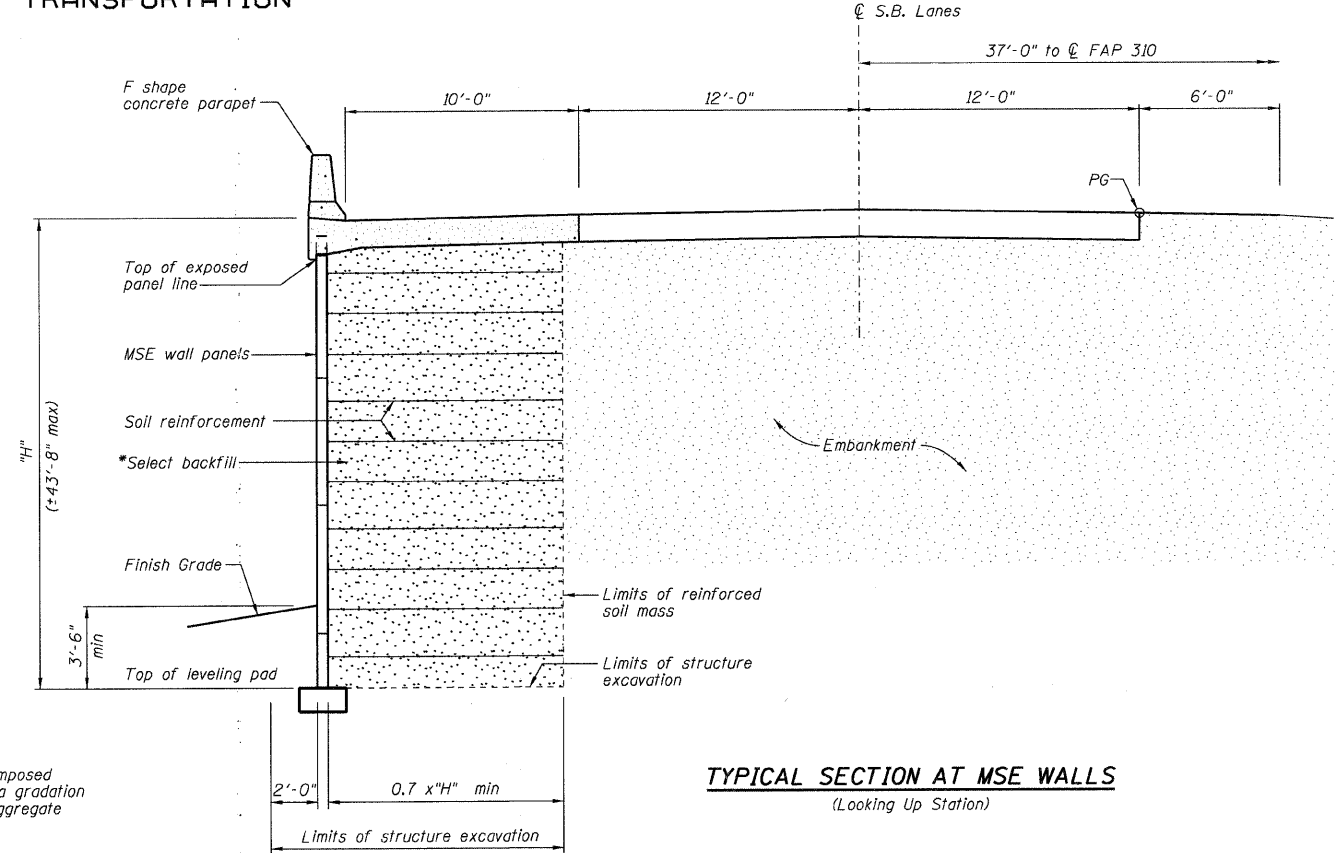 TRANSPORTATION
℄ S.B. Lanes
37'-0" to ℄ FAP 310
F shape
concrete parapet
10'-0"
12'-0"
12'-0"
6'-0"
PG
Top of exposed
panel line
MSE wall panels
"H"
(±43'-8" max)
Soil reinforcement
*Select backfill
Embankment
Finish Grade
3'-6"
min
Limits of reinforced
soil mass
Top of leveling pad
Limits of structure
excavation
mposed
a gradation
ggregate
2'-0"
0.7 x"H" min
Limits of structure excavation
TYPICAL SECTION AT MSE WALLS
(Looking Up Station)